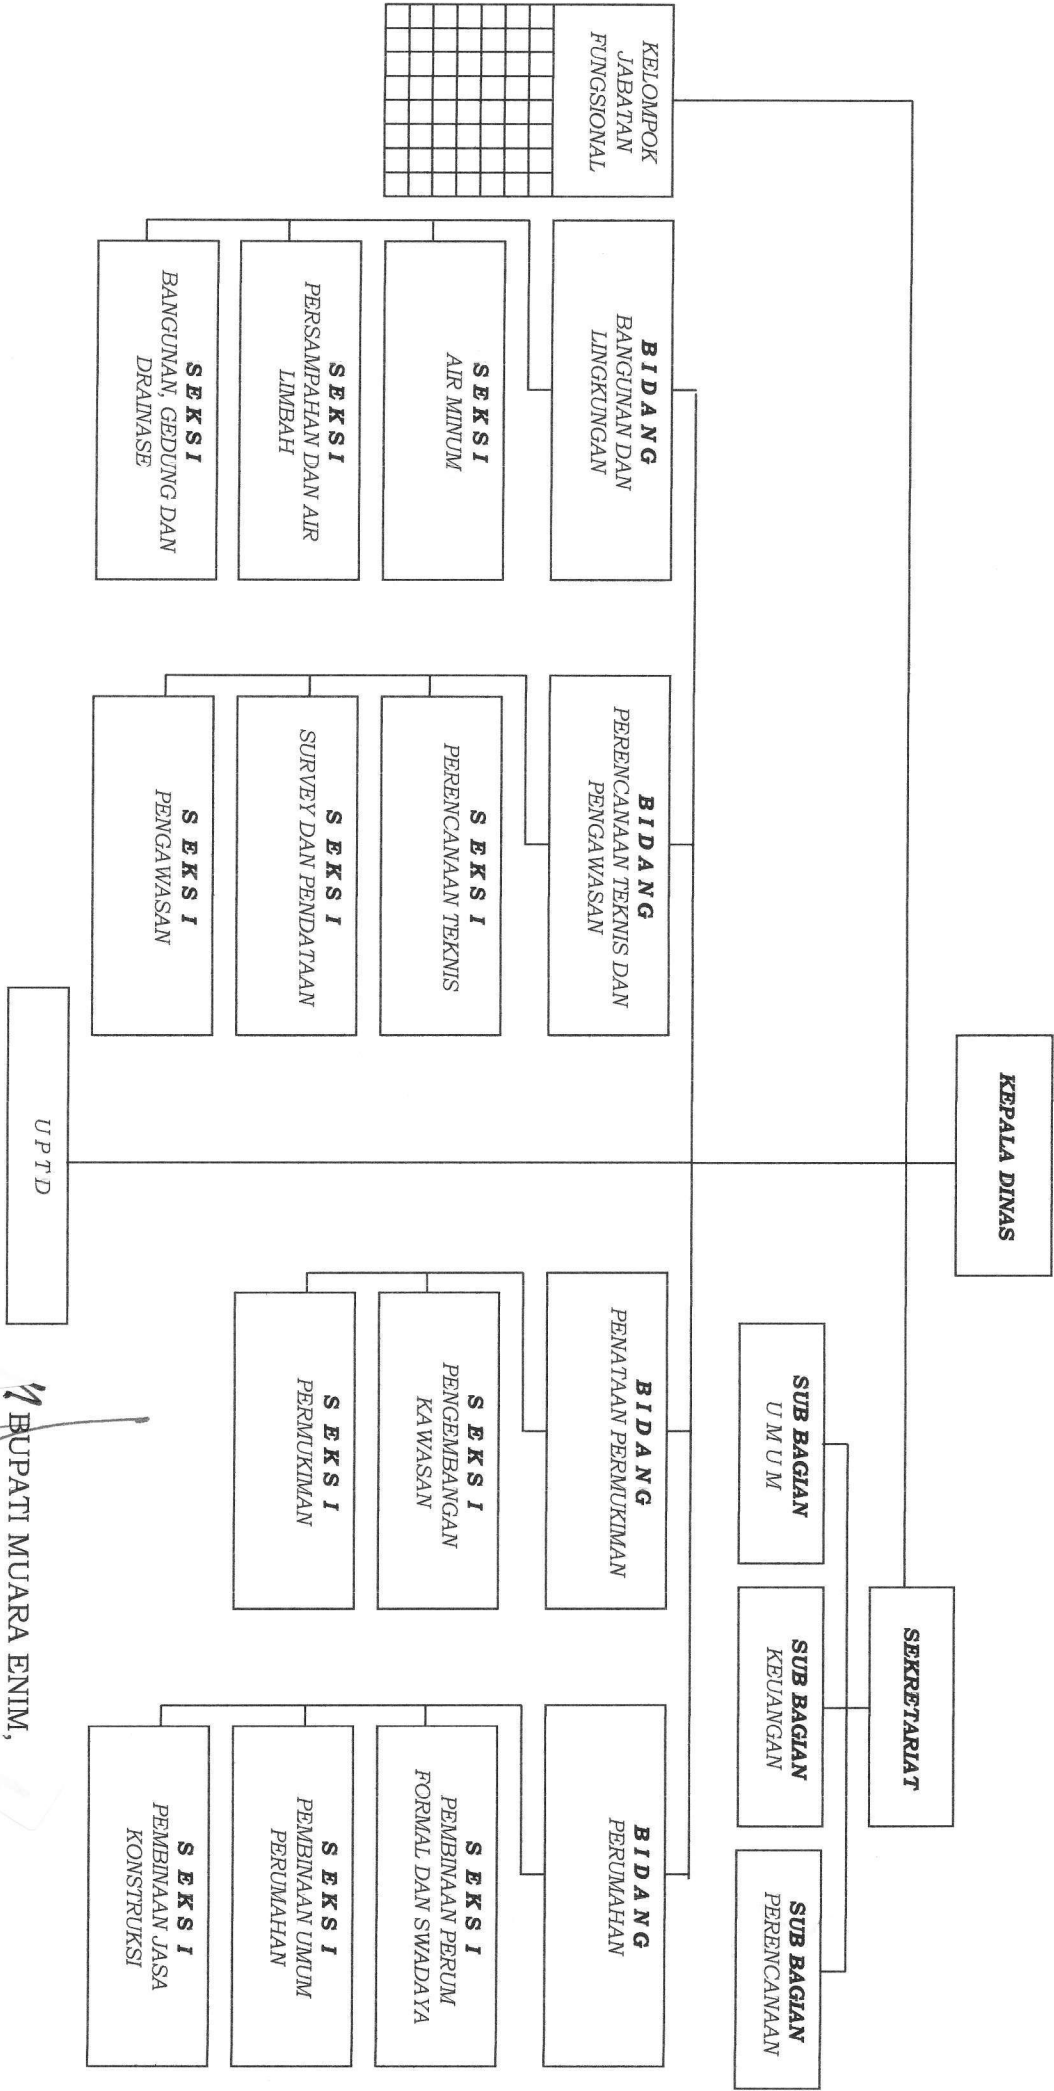 KEPALA DINAS
SEKRETARIAT
SUB BAGIAN
U M U M
SUB BAGIAN
KEUANGAN
SUB BAGIAN
PERENCANAAN
KELOMPOK
JABATAN
FUNGSIONAL
B I D A N G
BANGUNAN DAN
LINGKUNGAN
S E K S I
AIR MINUM
S E K S I
PERSAMPAHAN DAN AIR
LIMBAH
S E K S I
BANGUNAN, GEDUNG DAN
DRAINASE
B I D A N G
PERENCANAAN TEKNIS DAN
PENGAWASAN
S E K S I
PERENCANAAN TEKNIS
S E K S I
SURVEY DAN PENDATAAN
S E K S I
PENGAWASAN
B I D A N G
PENATAAN PERMUKIMAN
S E K S I
PENGEMBANGAN
KAWASAN
S E K S I
PERMUKIMAN
B I D A N G
PERUMAHAN
S E K S I
PEMBINAAN PERUM
FORMAL DAN SWADAYA
S E K S I
PEMBINAAN UMUM
PERUMAHAN
S E K S I
PEMBINAAN JASA
KONSTRUKSI
U P T D
BUPATI MUARA ENIM,